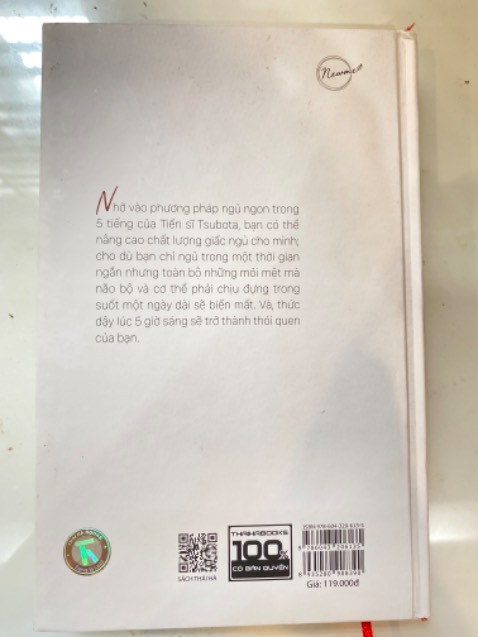 Newme
Nhờ vào phương pháp ngủ ngon trong
5 tiếng của Tiến sĩ Tsubota, bạn có thể
nâng cao chất lượng giấc ngủ cho mình;
cho dù bạn chỉ ngủ trong một thời gian
ngắn nhưng toàn bộ những mỏi mệt mà
não bộ và cơ thể phải chịu đựng trong
suốt một ngày dài sẽ biến mất. Và, thức
dậy lúc 5 giờ sáng sẽ trở thành thói quen
của bạn.
SÁCH THÁI HÀ
THAIHABOOKS
100%
CÓ BẢN QUYỀN
Giá: 119.000đ